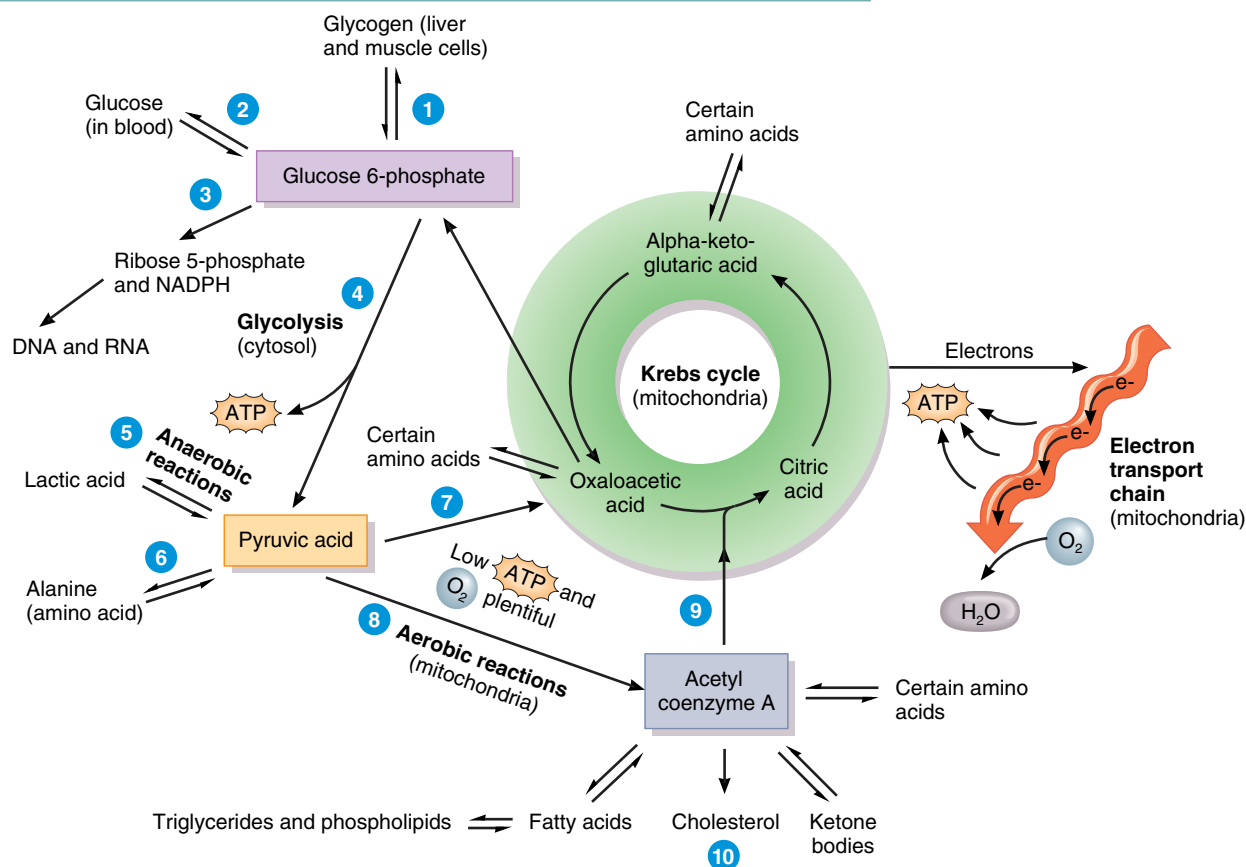 Glycogen (liver
and muscle cells)
1
2
Glucose
(in blood)
Glucose 6-phosphate
3
Ribose 5-phosphate
and NADPH
DNA and RNA
4
Glycolysis
(cytosol)
ATP
5
Anaerobic
reactions
Lactic acid
Pyruvic acid
6
Alanine
(amino acid)
7
Certain
amino acids
Low ATP and
O2 plentiful
8
Aerobic reactions
(mitochondria)
Certain
amino acids
Alpha-keto-
glutaric acid
Krebs cycle
(mitochondria)
Oxaloacetic
acid
Citric
acid
9
Electrons
ATP
e-
e-
e-
Electron
transport
chain
(mitochondria)
O2
H2O
Acetyl
coenzyme A
Certain amino
acids
Triglycerides and phospholipids
Fatty acids
Cholesterol
10
Ketone
bodies